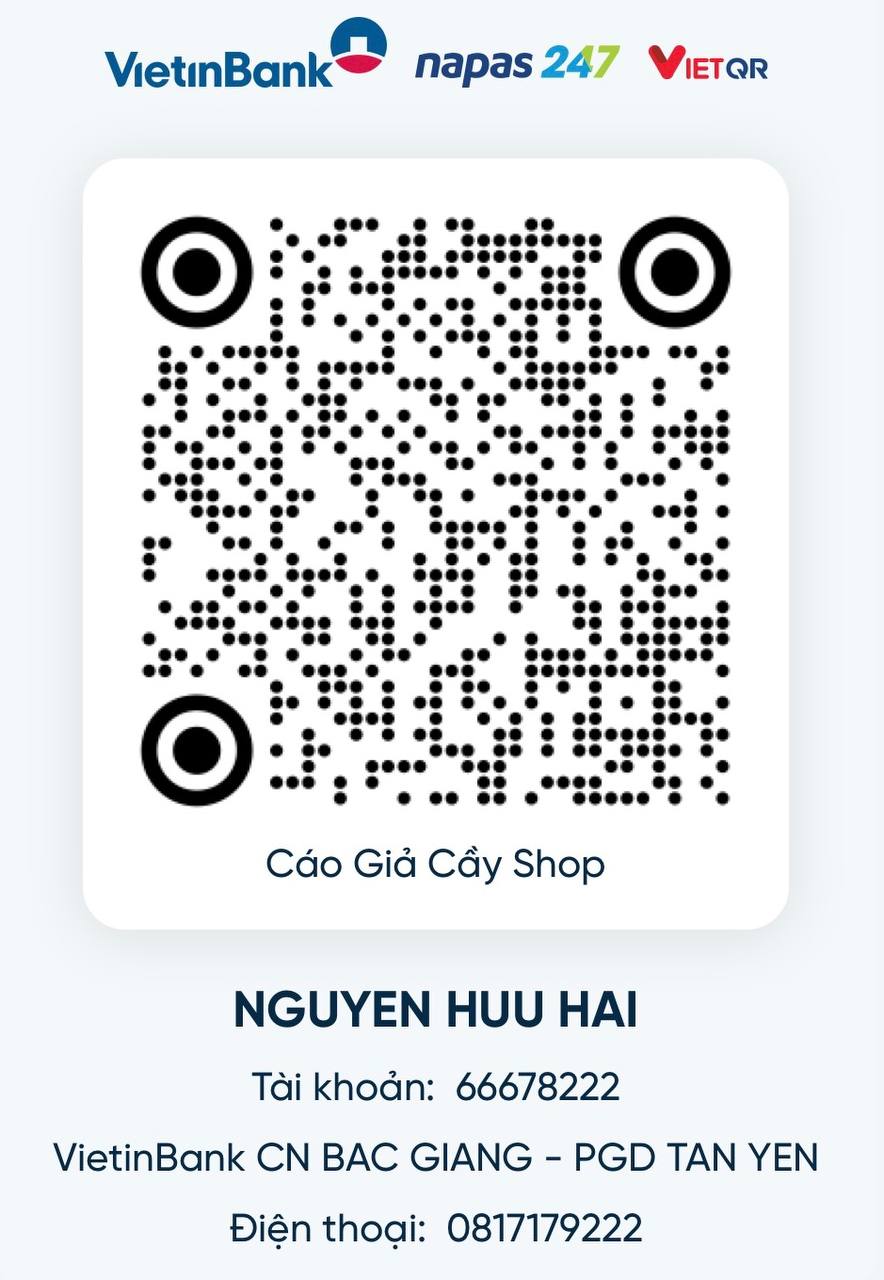 VietinBank napas 247 VIETQR
Cáo Giả Cầy Shop
NGUYEN HUU HAI
Tài khoản: 66678222
VietinBank CN BAC GIANG - PGD TAN YEN
Điện thoại: 0817179222